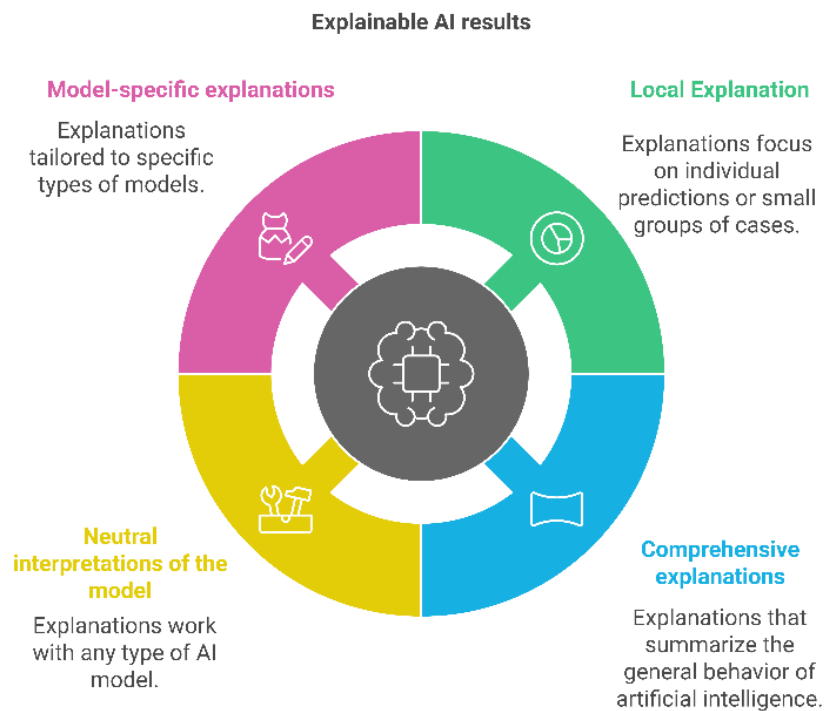 Explainable AI results
Model-specific explanations
Explanations
tailored to specific
types of models.
Local Explanation
Explanations focus
on individual
predictions or small
groups of cases.
Neutral
interpretations of the
model
Explanations work
with any type of AI
model.
Comprehensive
explanations
Explanations that
summarize the
general behavior of
artificial intelligence.